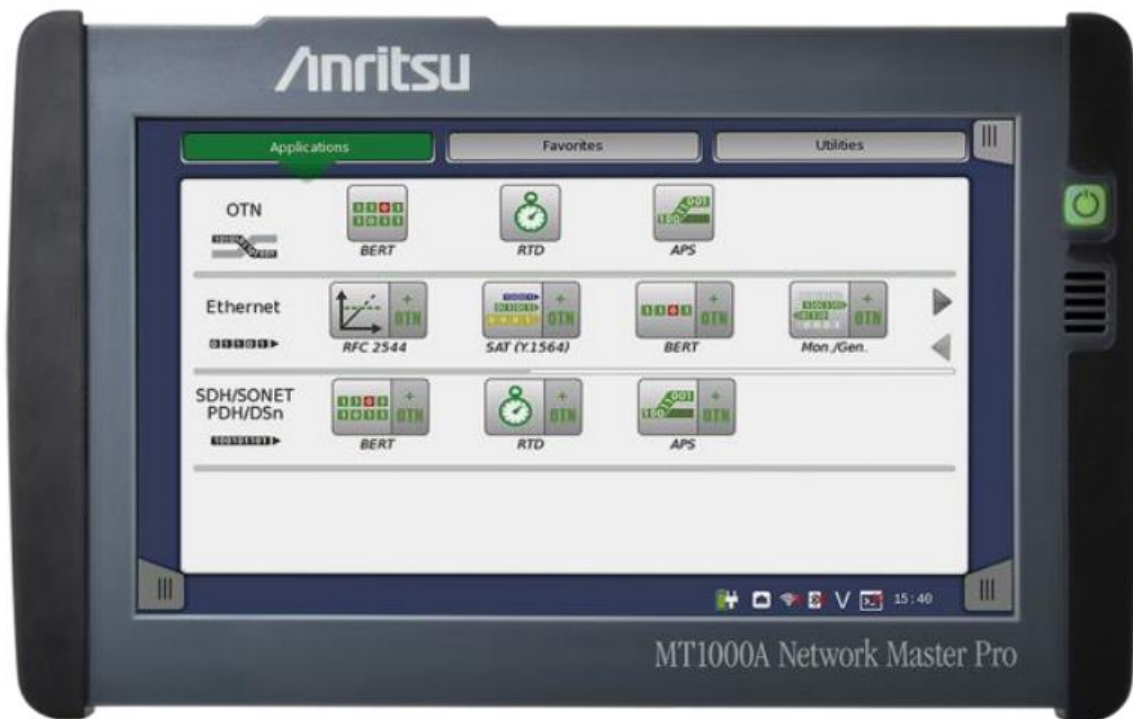 Anritsu
Applications
Favorites
Utilities
OTN
BERT
RTD
APS
Ethernet
+
OTN
RFC 2544
+
OTN
SAT (Y.1564)
+
OTN
BERT
+
OTN
Mon./Gen.
SDH/SONET
PDH/DSn
+
OTN
BERT
+
OTN
RTD
+
OTN
APS
V
15:40
MT1000A Network Master Pro